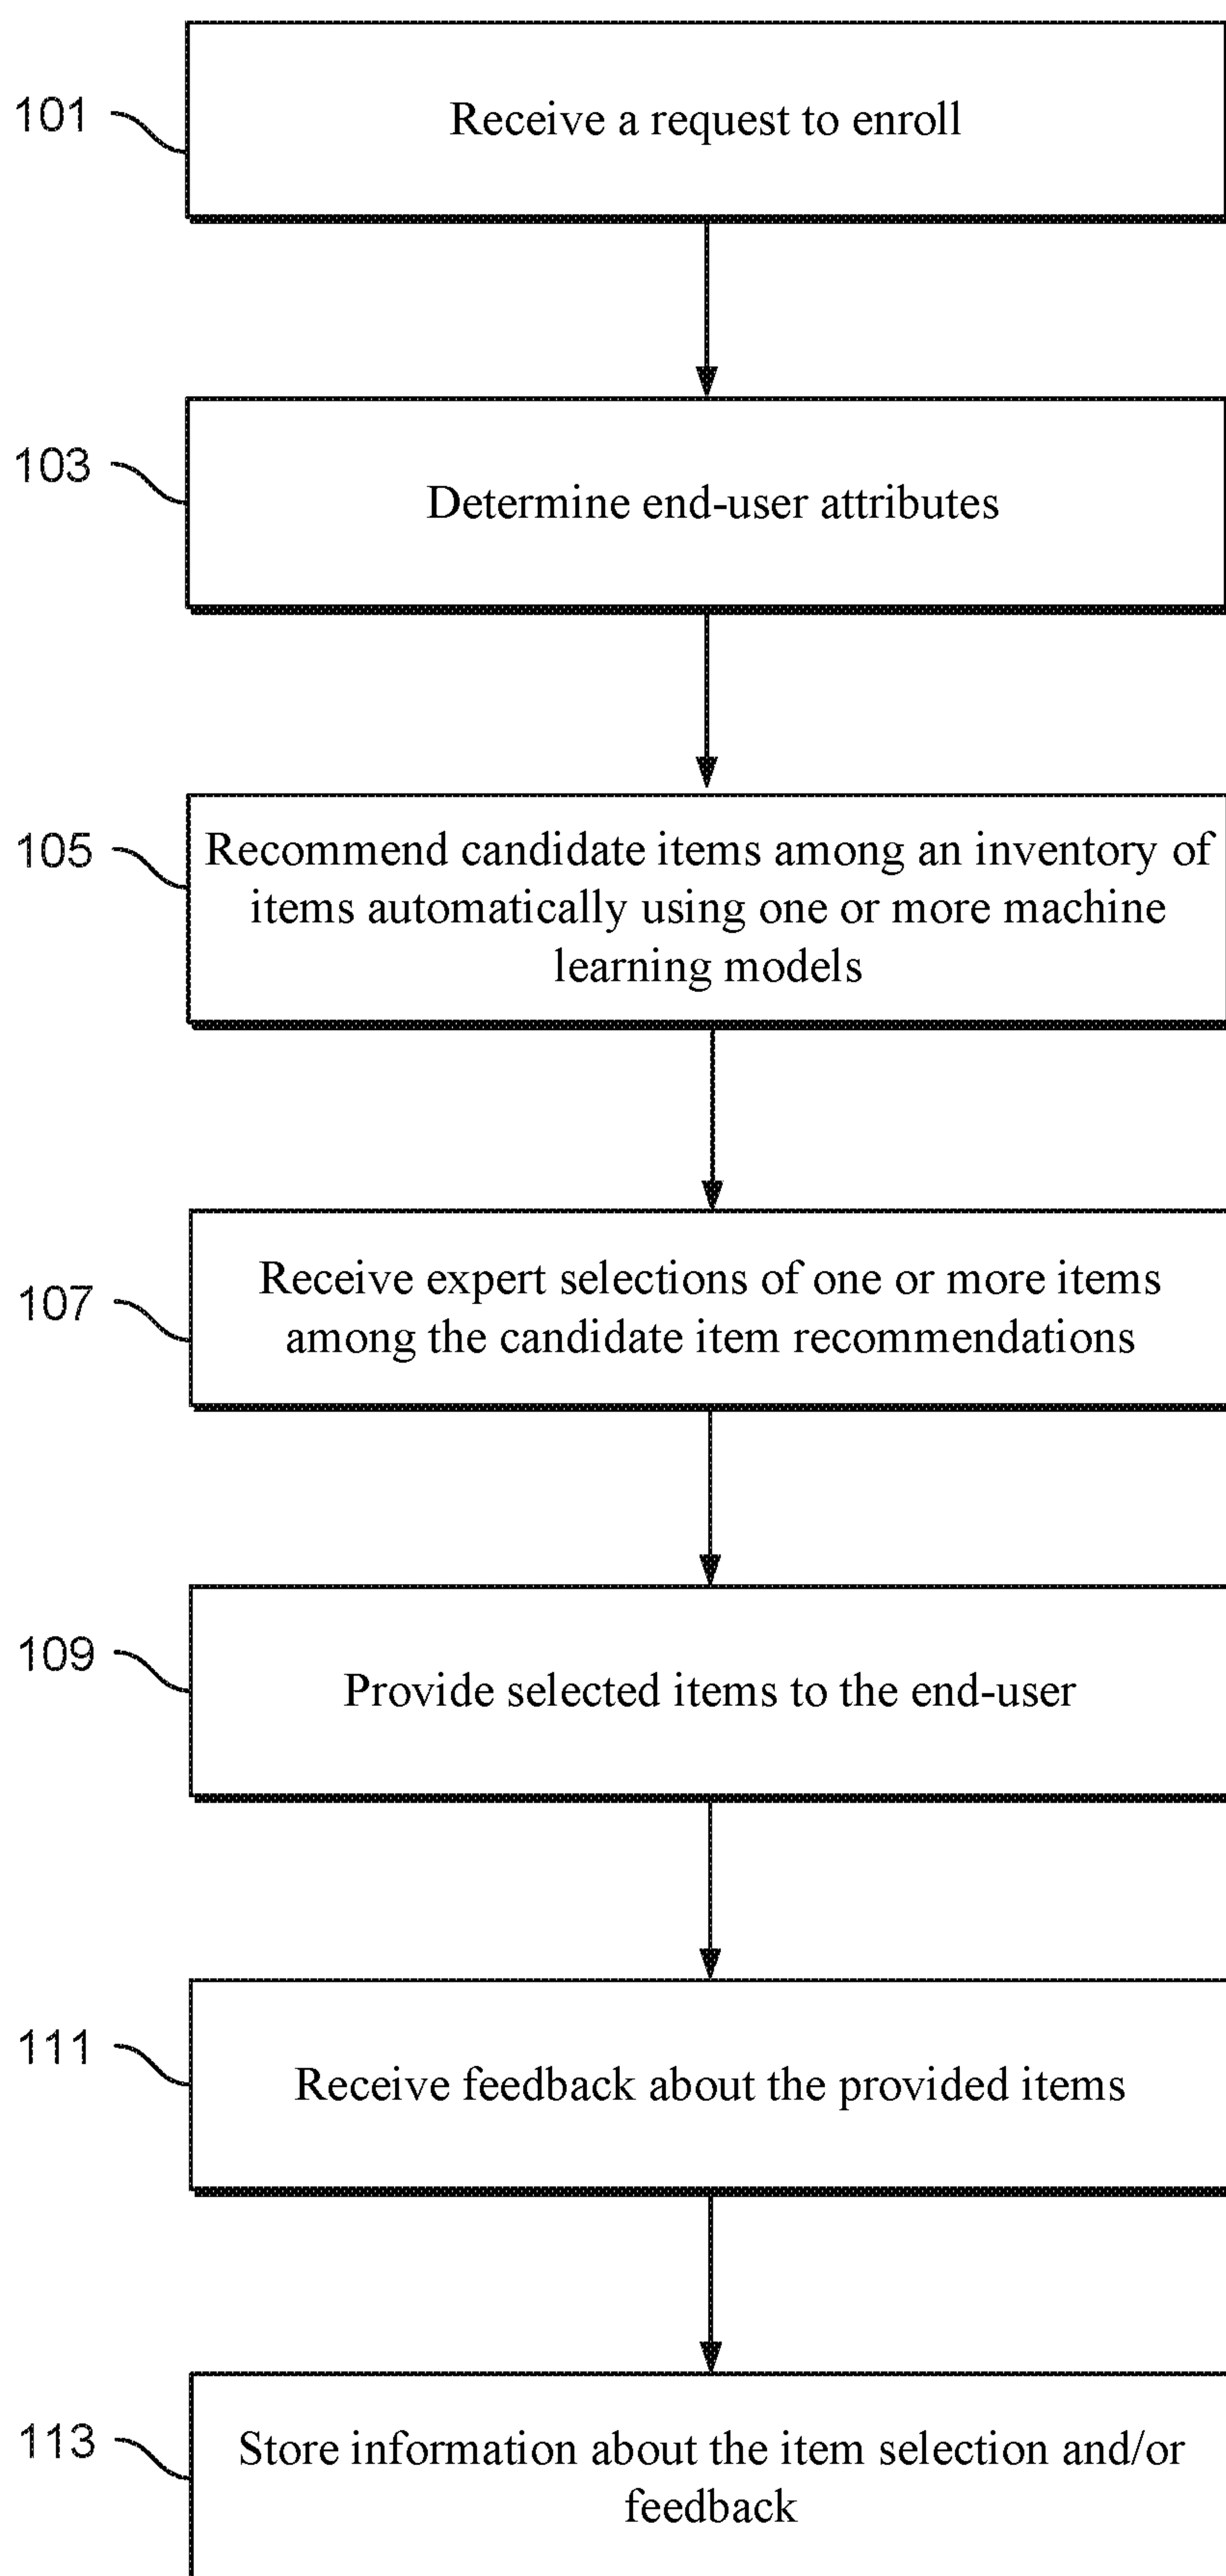 101
Receive a request to enroll
103
Determine end-user attributes
105
Recommend candidate items among an inventory of
items automatically using one or more machine
learning models
107
Receive expert selections of one or more items
among the candidate item recommendations
109
Provide selected items to the end-user
111
Receive feedback about the provided items
113
Store information about the item selection and/or
feedback